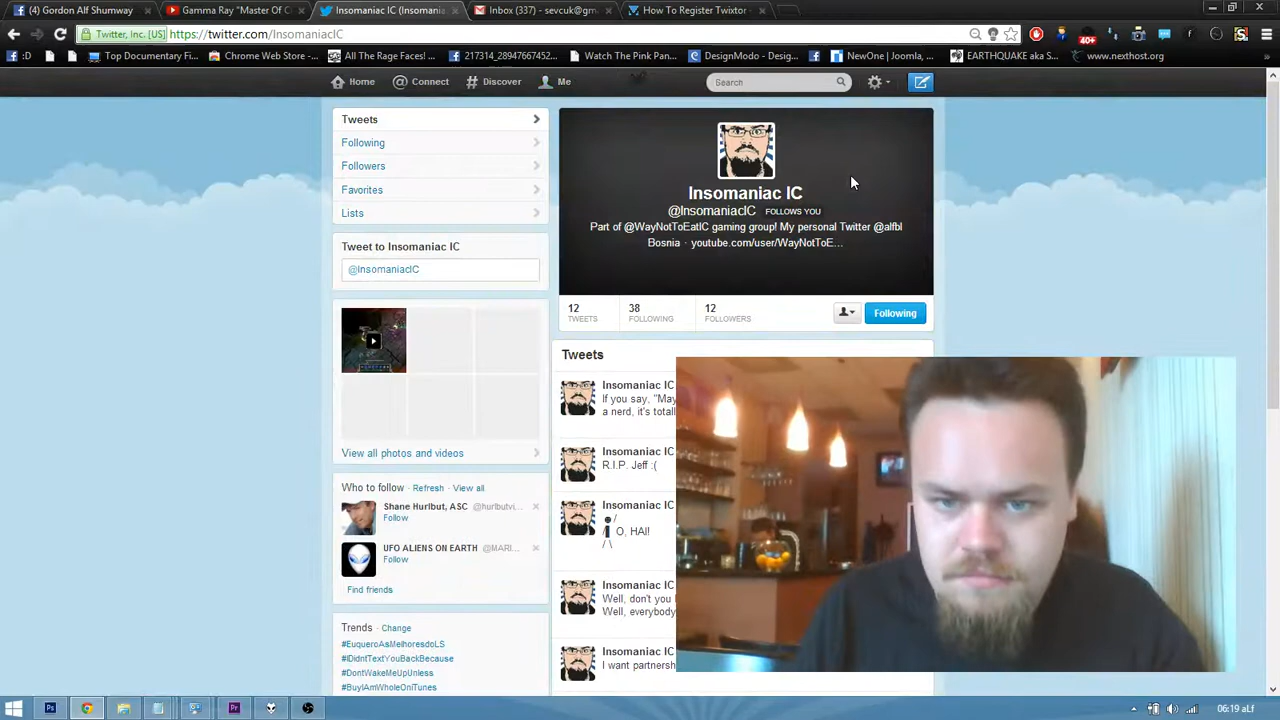 (4) Gordon Alf Shumway
Gamma Ray "Master Of C
Insomaniac IC (Insomania
Inbox (337) - sevcuk@gm
How To Register Twixtor -
Twitter, Inc. [US] https://twitter.com/InsomaniacIC
:D
Top Documentary Fi...
Chrome Web Store -...
All The Rage Faces!...
217314_28947667452...
Watch The Pink Pan...
DesignModo | Web...
NewOne | Joomla, ...
EARTHQUAKE aka S...
www.nexthost.org
40+
Home
Connect
Discover
Me
Search
Tweets
Following
Followers
Favorites
Lists
Tweet to Insomaniac IC
@InsomaniacIC
View all photos and videos
Who to follow · Refresh · View all
Shane Hurlbut, ASC @hurlbutvi...
Follow
UFO ALIENS ON EARTH @MARI...
Follow
Find friends
Trends · Change
#EuqueroAsMelhoresdoLS
#IDidntTextYouBackBecause
#DontWakeMeUpUnless
#BuyIAmWholeOniTunes
Insomaniac IC
@InsomaniacIC FOLLOWS YOU
Part of @WayNotToEatIC gaming group! My personal Twitter @alfbl
Bosnia · youtube.com/user/WayNotToE...
12 TWEETS
38 FOLLOWING
12 FOLLOWERS
Following
Tweets
Insomaniac IC
If you say, "May
a nerd, it's totall
Insomaniac IC
R.I.P. Jeff :(
Insomaniac IC
☻/
/▌ O, HAI!
/ \
Insomaniac IC
Well, don't you
Well, everybody
Insomaniac IC
I want partnersh
06:19 aLf